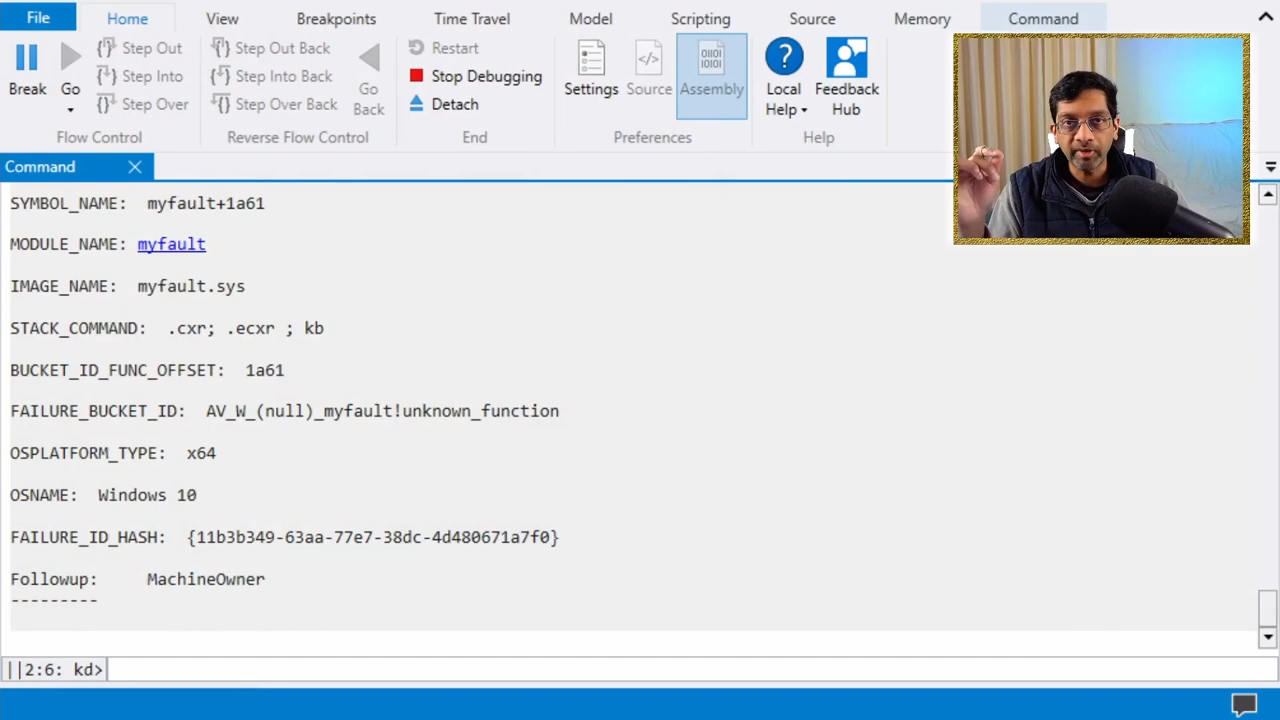 File Home View Breakpoints Time Travel Model Scripting Source Memory Command
Step Out Step Out Back Restart
Break Go Step Into Step Into Back Go Back Stop Debugging Settings Source Assembly Local Help Feedback Hub
Step Over Step Over Back Detach
Flow Control Reverse Flow Control End Preferences Help
Command
SYMBOL_NAME:  myfault+1a61
MODULE_NAME: myfault
IMAGE_NAME:  myfault.sys
STACK_COMMAND:  .cxr; .ecxr ; kb
BUCKET_ID_FUNC_OFFSET:  1a61
FAILURE_BUCKET_ID:  AV_W_(null)_myfault!unknown_function
OSPLATFORM_TYPE:  x64
OSNAME:  Windows 10
FAILURE_ID_HASH:  {11b3b349-63aa-77e7-38dc-4d480671a7f0}
Followup:     MachineOwner
---------
||2:6: kd>